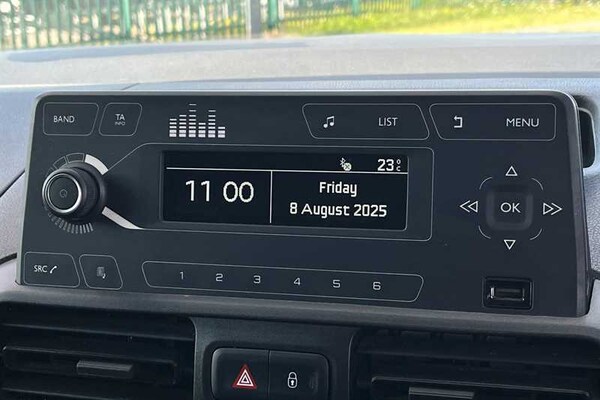 BAND
TA
INFO
LIST
MENU
23°C
11 00
Friday
8 August 2025
OK
SRC
1 2 3 4 5 6